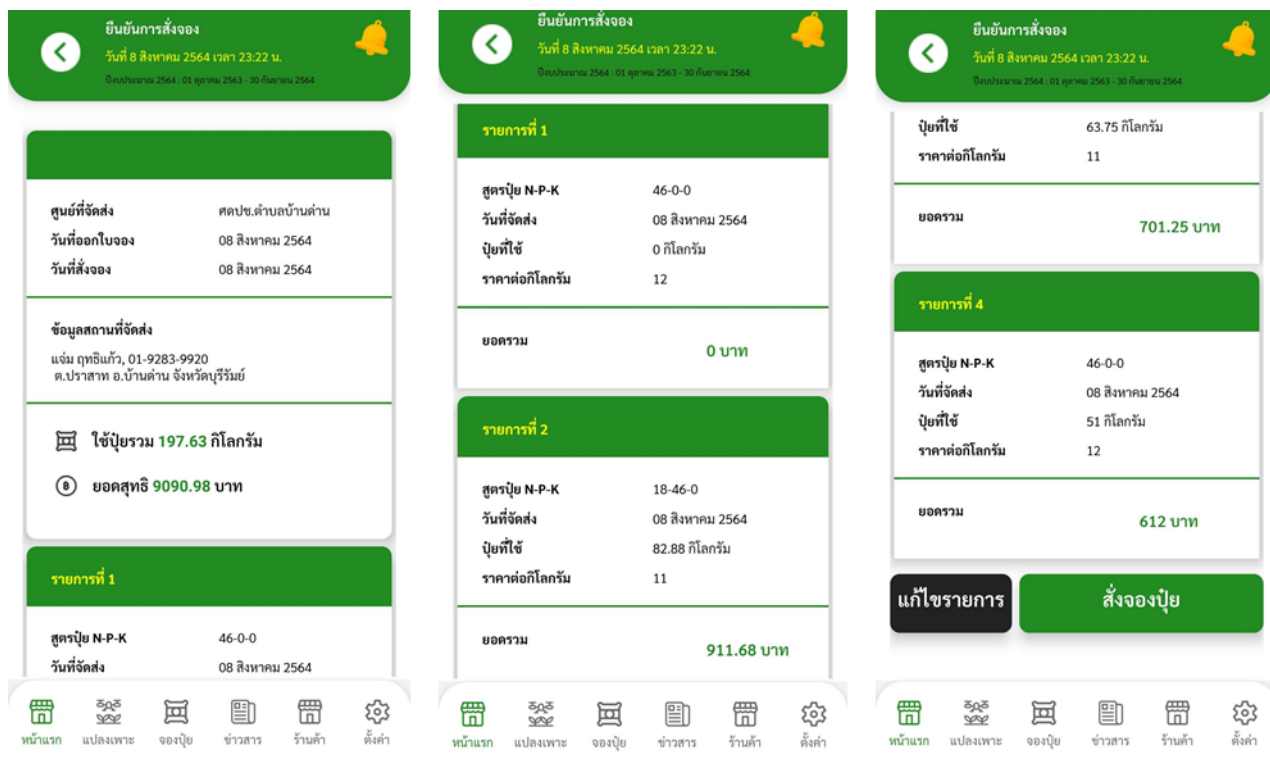 ยืนยันการสั่งจอง
วันที่ 8 สิงหาคม 2564 เวลา 23:22 น.
ปีงบประมาณ 2564 : 01 ตุลาคม 2563 - 30 กันยายน 2564
ศูนย์ที่จัดส่ง ศดปช.ตำบลบ้านด่าน
วันที่ออกใบจอง 08 สิงหาคม 2564
วันที่สั่งจอง 08 สิงหาคม 2564
ข้อมูลสถานที่จัดส่ง
แจ่ม ฤทธิแก้ว, 01-9283-9920
ต.ปราสาท อ.บ้านด่าน จังหวัดบุรีรัมย์
ใช้ปุ๋ยรวม 197.63 กิโลกรัม
ยอดสุทธิ 9090.98 บาท
รายการที่ 1
สูตรปุ๋ย N-P-K 46-0-0
วันที่จัดส่ง 08 สิงหาคม 2564
หน้าแรก แปลงเพาะ จองปุ๋ย ข่าวสาร ร้านค้า ตั้งค่า
ยืนยันการสั่งจอง
วันที่ 8 สิงหาคม 2564 เวลา 23:22 น.
ปีงบประมาณ 2564 : 01 ตุลาคม 2563 - 30 กันยายน 2564
รายการที่ 1
สูตรปุ๋ย N-P-K 46-0-0
วันที่จัดส่ง 08 สิงหาคม 2564
ปุ๋ยที่ใช้ 0 กิโลกรัม
ราคาต่อกิโลกรัม 12
ยอดรวม
0 บาท
รายการที่ 2
สูตรปุ๋ย N-P-K 18-46-0
วันที่จัดส่ง 08 สิงหาคม 2564
ปุ๋ยที่ใช้ 82.88 กิโลกรัม
ราคาต่อกิโลกรัม 11
ยอดรวม
911.68 บาท
หน้าแรก แปลงเพาะ จองปุ๋ย ข่าวสาร ร้านค้า ตั้งค่า
ยืนยันการสั่งจอง
วันที่ 8 สิงหาคม 2564 เวลา 23:22 น.
ปีงบประมาณ 2564 : 01 ตุลาคม 2563 - 30 กันยายน 2564
ปุ๋ยที่ใช้ 63.75 กิโลกรัม
ราคาต่อกิโลกรัม 11
ยอดรวม
701.25 บาท
รายการที่ 4
สูตรปุ๋ย N-P-K 46-0-0
วันที่จัดส่ง 08 สิงหาคม 2564
ปุ๋ยที่ใช้ 51 กิโลกรัม
ราคาต่อกิโลกรัม 12
ยอดรวม
612 บาท
แก้ไขรายการ สั่งจองปุ๋ย
หน้าแรก แปลงเพาะ จองปุ๋ย ข่าวสาร ร้านค้า ตั้งค่า